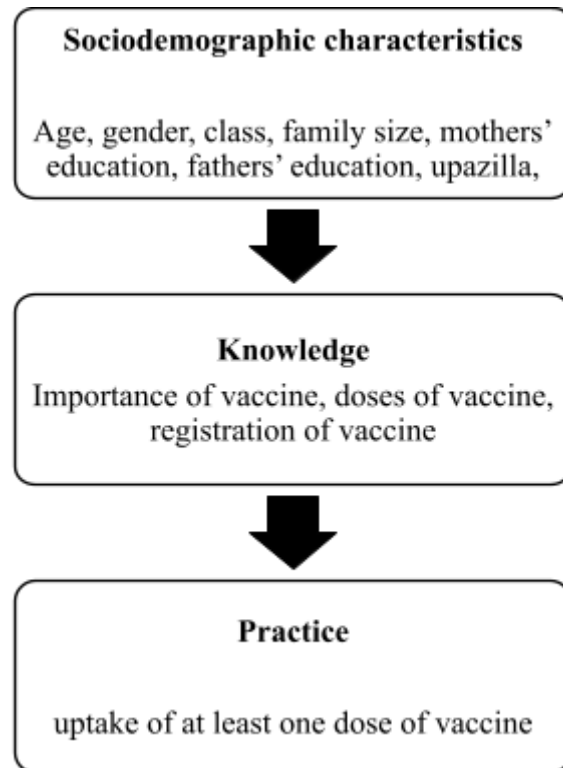 Sociodemographic characteristics
Age, gender, class, family size, mothers’
education, fathers’ education, upazilla,
Knowledge
Importance of vaccine, doses of vaccine,
registration of vaccine
Practice
uptake of at least one dose of vaccine